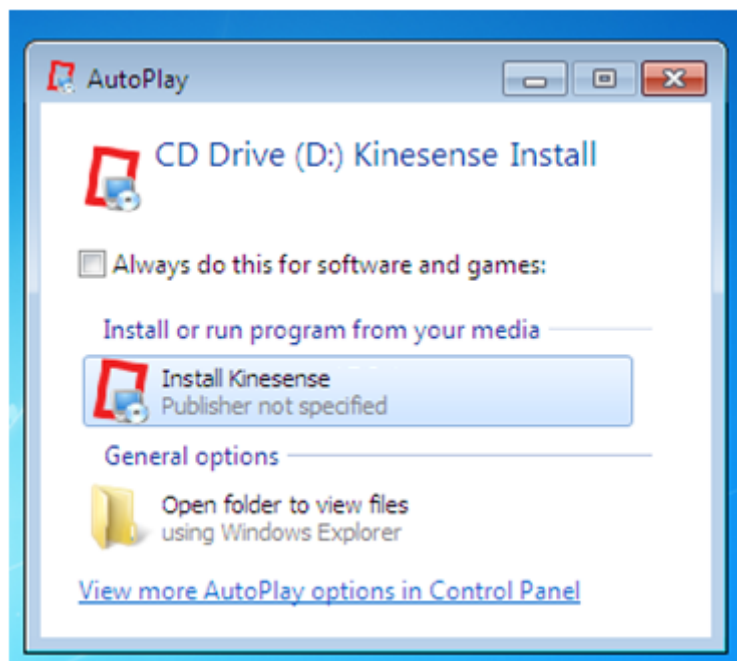 AutoPlay
CD Drive (D:) Kinesense Install
Always do this for software and games:
Install or run program from your media
Install Kinesense
Publisher not specified
General options
Open folder to view files
using Windows Explorer
View more AutoPlay options in Control Panel